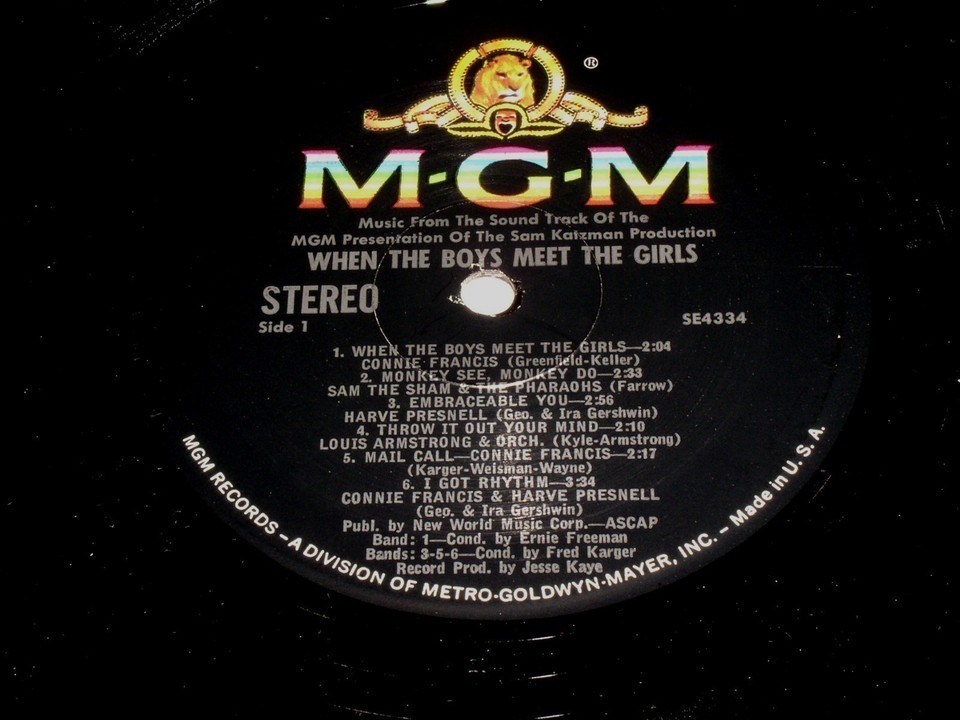 ®
M-G-M
Music From The Sound Track Of The
MGM Presentation Of The Sam Katzman Production
WHEN THE BOYS MEET THE GIRLS
STEREO
Side 1
SE4334
1. WHEN THE BOYS MEET THE GIRLS—2:04
CONNIE FRANCIS (Greenfield-Keller)
2. MONKEY SEE, MONKEY DO—2:33
SAM THE SHAM & THE PHARAOHS (Farrow)
3. EMBRACEABLE YOU—2:56
HARVE PRESNELL (Geo. & Ira Gershwin)
4. THROW IT OUT YOUR MIND—2:10
LOUIS ARMSTRONG & ORCH. (Kyle-Armstrong)
5. MAIL CALL—CONNIE FRANCIS—2:17
(Karger-Weisman-Wayne)
6. I GOT RHYTHM—3:34
CONNIE FRANCIS & HARVE PRESNELL
(Geo. & Ira Gershwin)
Publ. by New World Music Corp.—ASCAP
Band: 1—Cond. by Ernie Freeman
Bands: 3-5-6—Cond. by Fred Karger
Record Prod. by Jesse Kaye
MGM RECORDS – A DIVISION OF METRO-GOLDWYN-MAYER, INC. – Made in U. S. A.